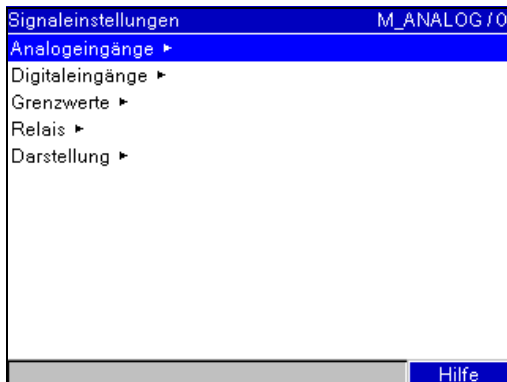 Signaleinstellungen M_ANALOG / 0
Analogeingänge ►
Digitaleingänge ►
Grenzwerte ►
Relais ►
Darstellung ►
Hilfe